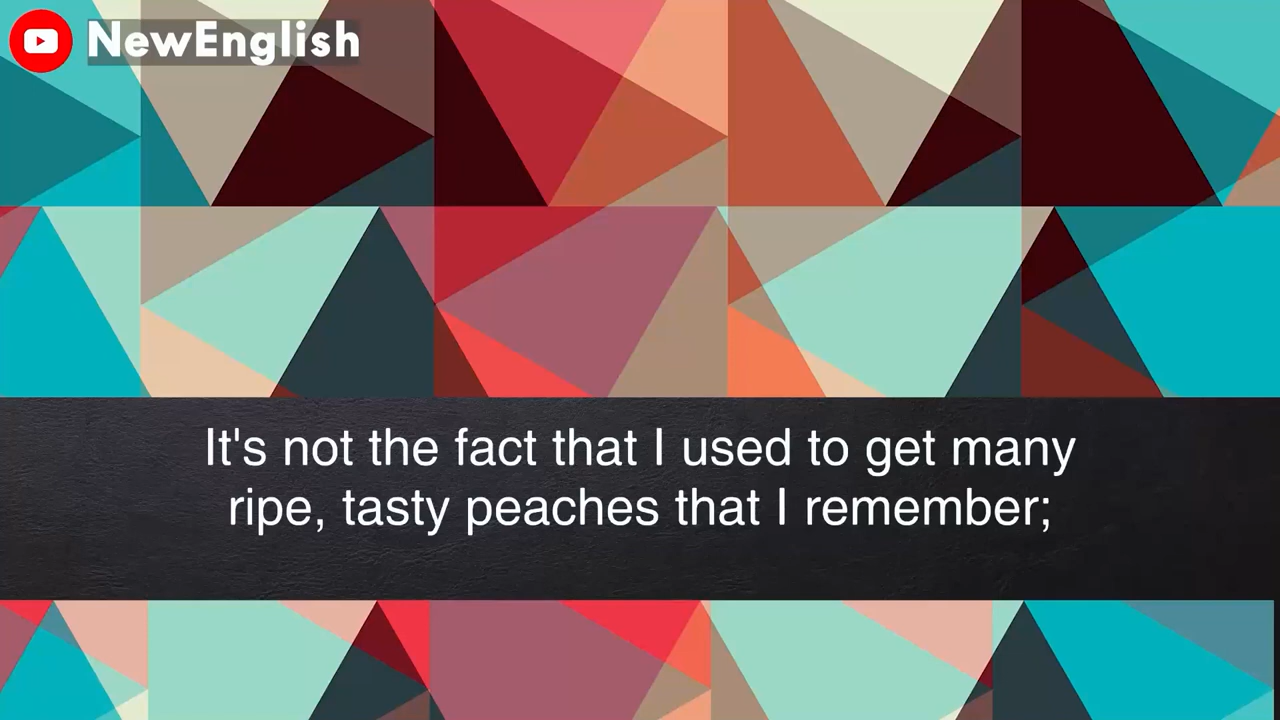 NewEnglish
It's not the fact that I used to get many
ripe, tasty peaches that I remember;